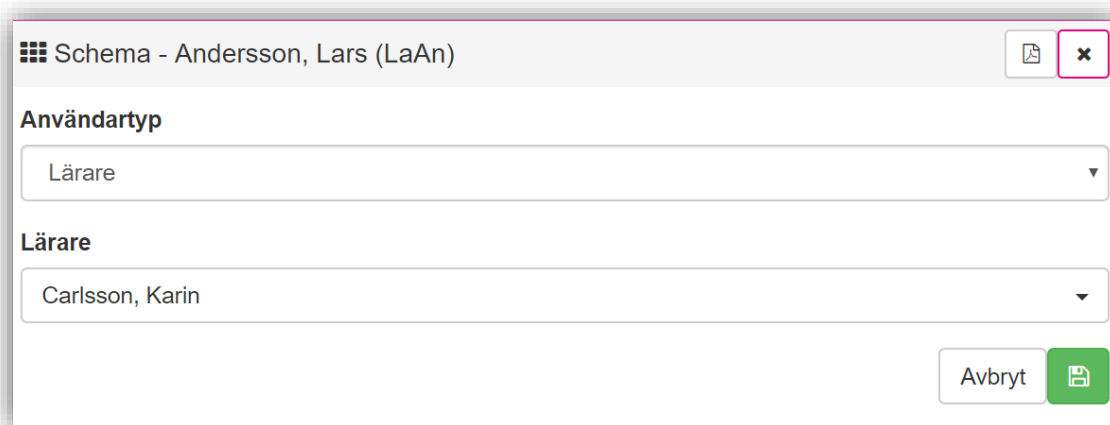 Schema - Andersson, Lars (LaAn)
Användartyp
Lärare
Lärare
Carlsson, Karin
Avbryt